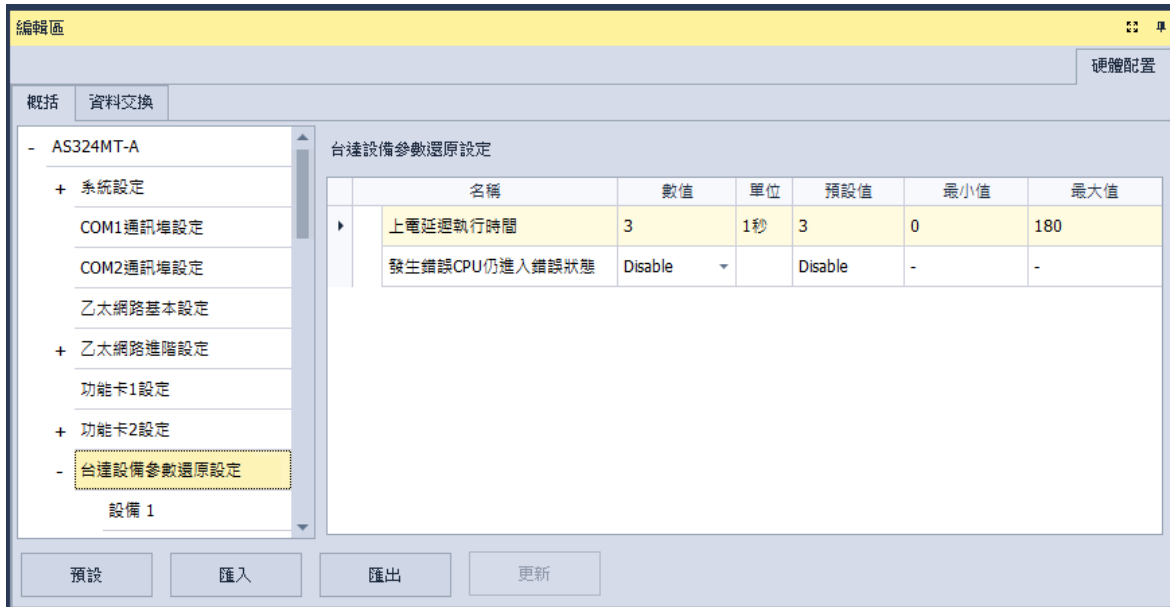 編輯區
硬體配置
概括 資料交換
- AS324MT-A
+ 系統設定
COM1通訊埠設定
COM2通訊埠設定
乙太網路基本設定
+ 乙太網路進階設定
功能卡1設定
+ 功能卡2設定
- 台達設備參數還原設定
設備 1
台達設備參數還原設定
名稱 數值 單位 預設值 最小值 最大值
上電延遲執行時間 3 1秒 3 0 180
發生錯誤CPU仍進入錯誤狀態 Disable Disable - -
預設 匯入 匯出 更新